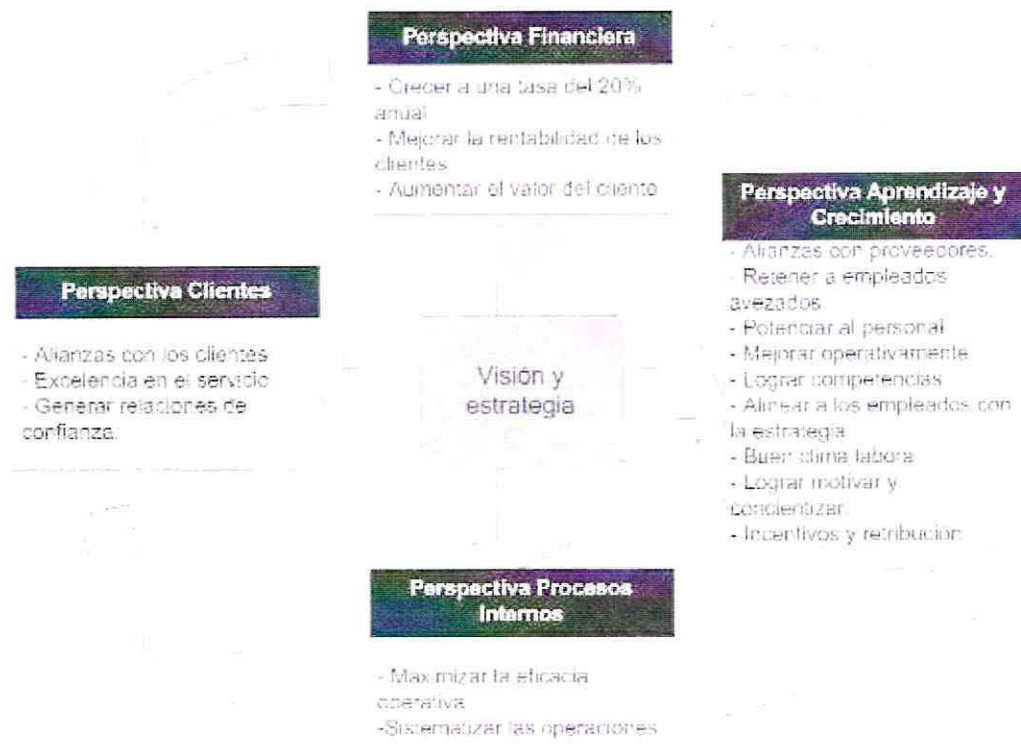 Perspectiva Financiera
- Crecer a una tasa del 20%
anual
- Mejorar la rentabilidad de los
clientes
- Aumentar el valor del cliente
Perspectiva Aprendizaje y
Crecimiento
- Alianzas con proveedores.
- Retener a empleados
avezados
- Potenciar al personal
- Mejorar operativamente
- Lograr competencias
- Alinear a los empleados con
la estrategia
- Buen clima labora
- Lograr motivar y
concientizar
- Incentivos y retribución
Perspectiva Clientes
- Alianzas con los clientes
- Excelencia en el servicio
- Generar relaciones de
confianza.
Visión y
estrategia
Perspectiva Procesos
Internos
- Maximizar la eficacia
operativa
-Sistematizar las operaciones